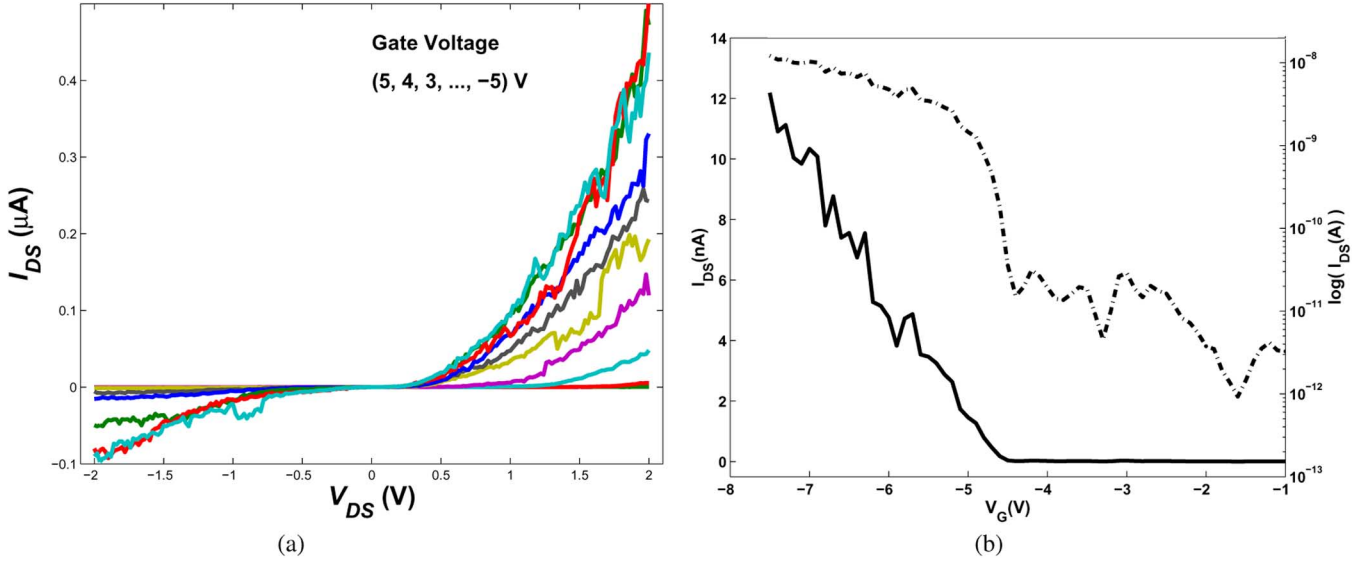 Gate Voltage
(5, 4, 3, ..., −5) V
0.4
0.3
0.2
0.1
0
−0.1
I_DS (μA)
−2 −1.5 −1 −0.5 0 0.5 1 1.5 2
V_DS (V)
(a)
14
12
10
8
6
4
2
0
I_DS(nA)
−8 −7 −6 −5 −4 −3 −2 −1
V_G(V)
10^−8
10^−9
10^−10
10^−11
10^−12
10^−13
log( I_DS(A) )
(b)